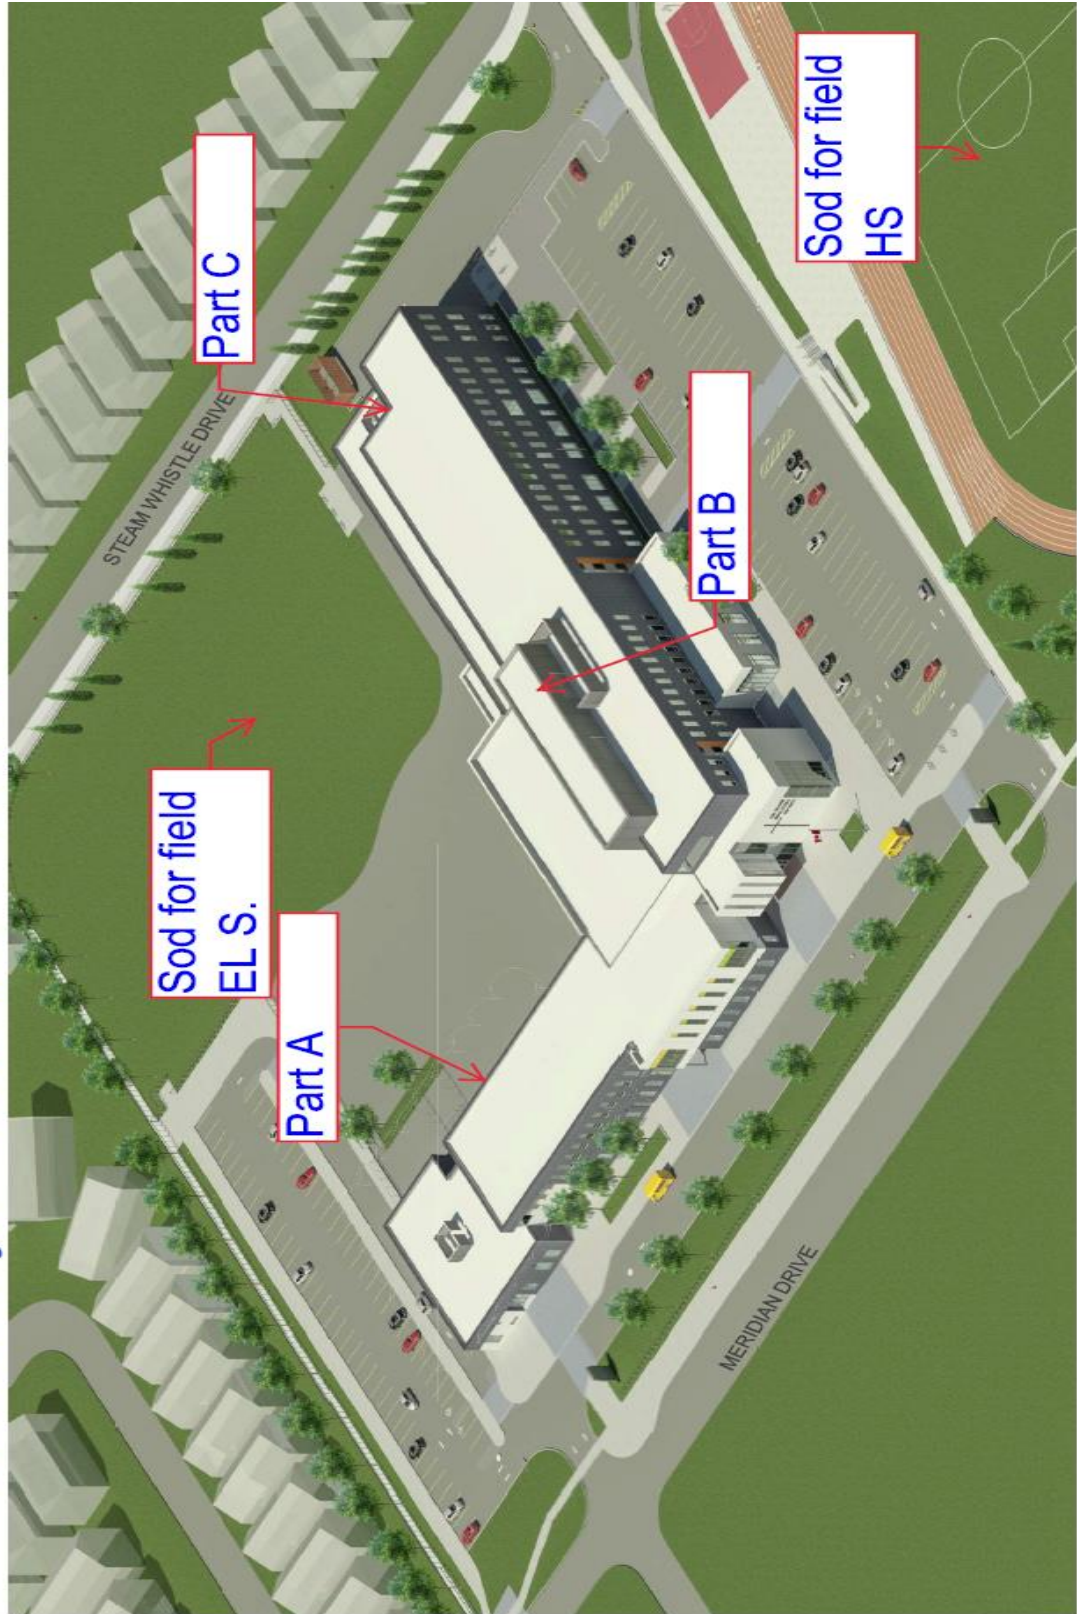 Part C
STEAM WHISTLE DRIVE
Sod for field
HS
Part B
Sod for field
EL S.
Part A
MERIDIAN DRIVE